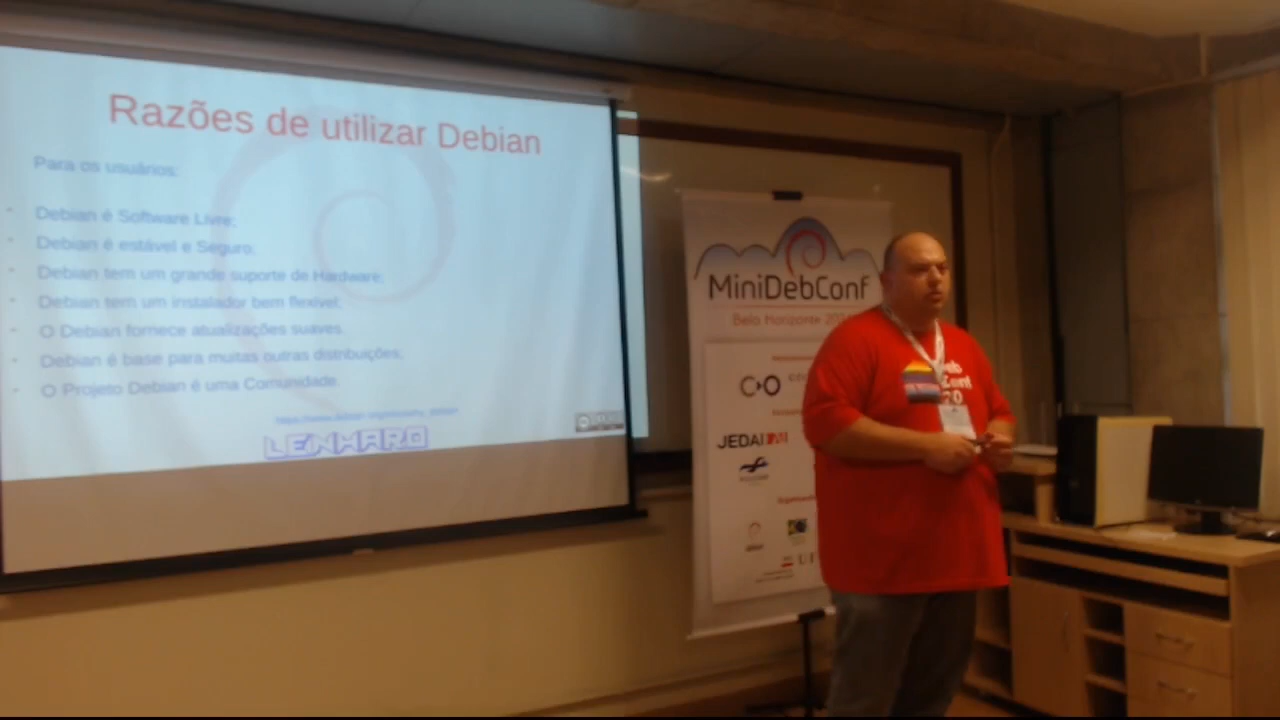 Razões de utilizar Debian
Para os usuários:
- Debian é Software Livre;
- Debian é estável e Seguro;
- Debian tem um grande suporte de Hardware;
- Debian tem um instalador bem flexível;
- O Debian fornece atualizações suaves.
- Debian é base para muitas outras distribuições;
- O Projeto Debian é uma Comunidade.
LENHARO
MiniDebConf
Belo Horizonte
JEDAI